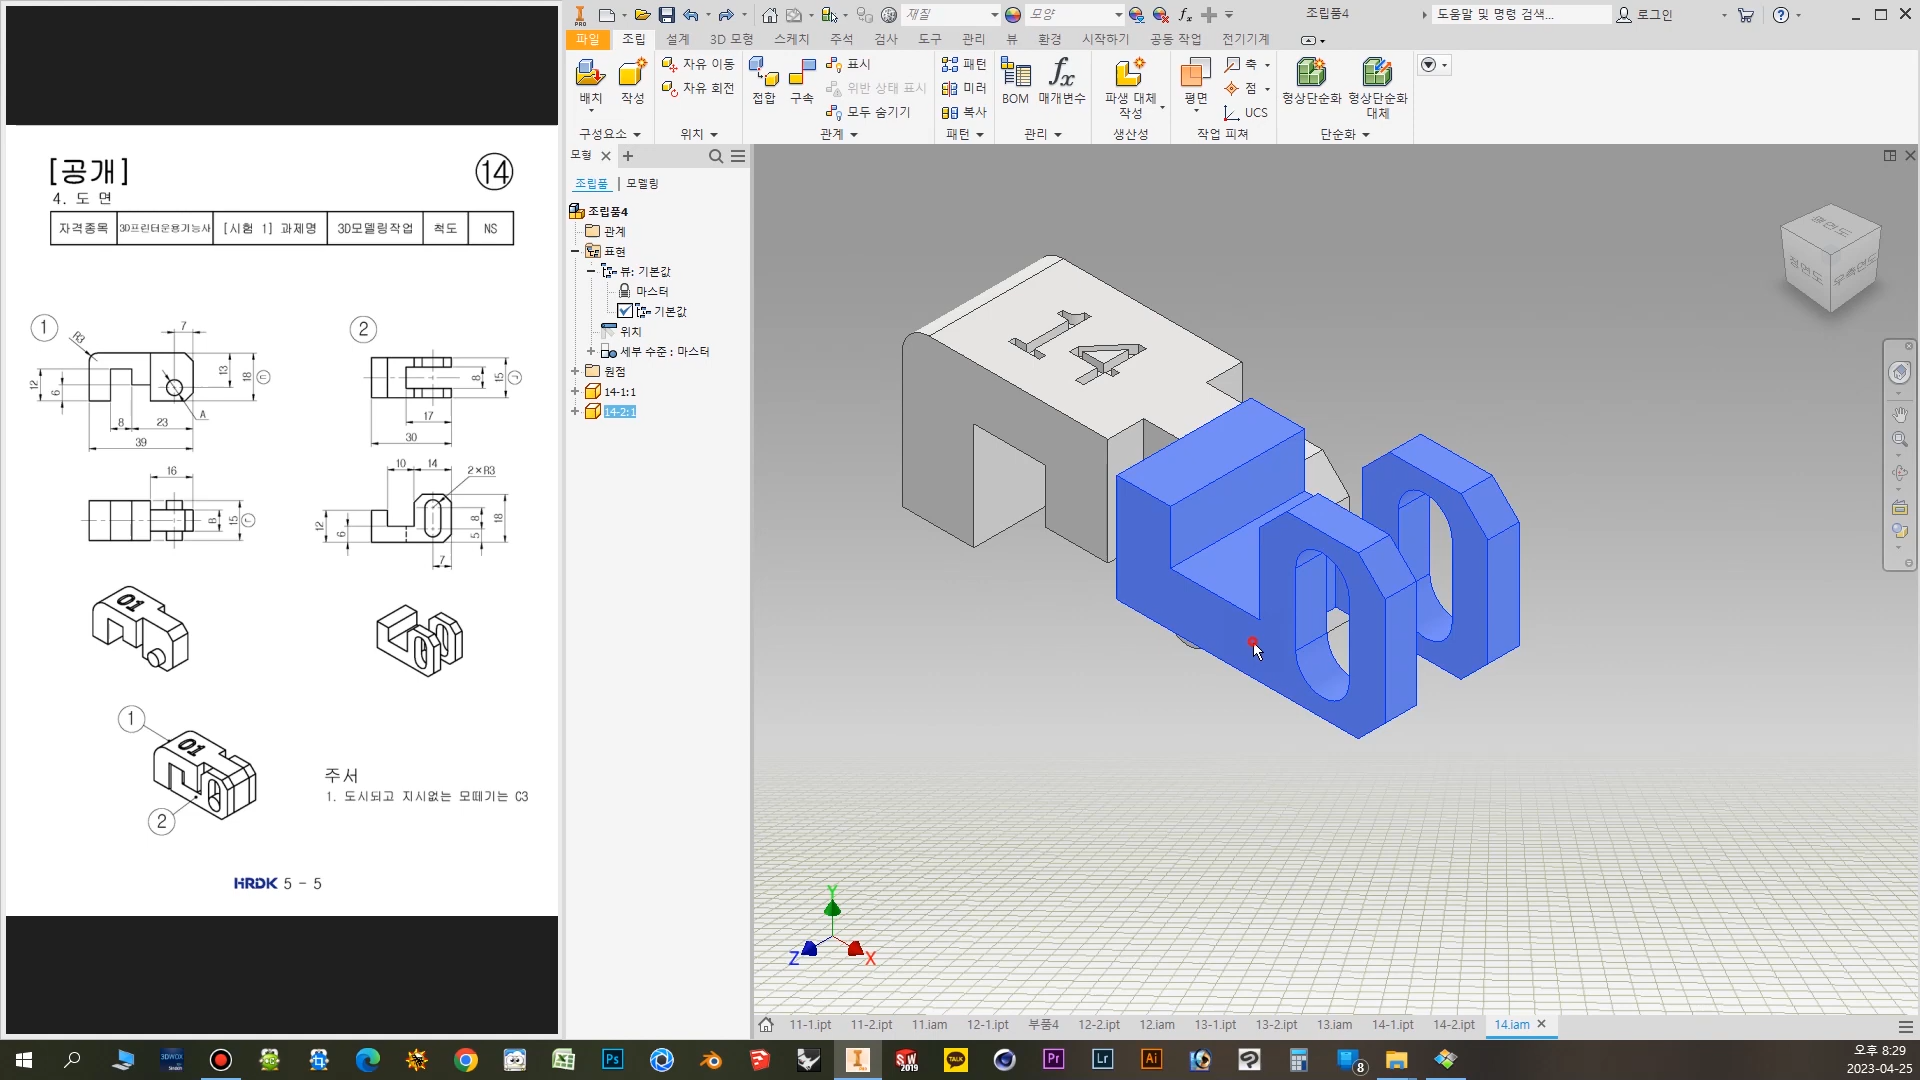 [공개]
14
4. 도 면
자격종목 3D프린터운용기능사 [시험 1] 과제명 3D모델링작업 척도 NS
1
R3
7
12
6
13
18
A
8 23
39
2
8
15
17
30
16
B
15
10 14
2×R3
12
6
8
5
18
7
01
1
01
2
주서
1. 도시되고 지시없는 모떼기는 C3
HRDK 5 - 5
재질
모양
조립품4
도움말 및 명령 검색...
로그인
파일 조립 설계 3D 모형 스케치 주석 검사 도구 관리 뷰 환경 시작하기 공동 작업 전기기계
배치
작성
구성요소
자유 이동
자유 회전
위치
접합
구속
표시
위반 상태 표시
모두 숨기기
관계
패턴
미러
복사
패턴
BOM
매개변수
관리
파생 대체 작성
생산성
평면
축
점
UCS
작업 피쳐
형상단순화
형상단순화 대체
단순화
모형
조립품 | 모델링
조립품4
관계
표현
뷰: 기본값
마스터
기본값
위치
세부 수준 : 마스터
원점
14-1:1
14-2:1
14
평면도
정면도
우측면도
Y
Z
X
11-1.ipt 11-2.ipt 11.iam 12-1.ipt 부품4 12-2.ipt 12.iam 13-1.ipt 13-2.ipt 13.iam 14-1.ipt 14-2.ipt 14.iam
오후 8:29
2023-04-25